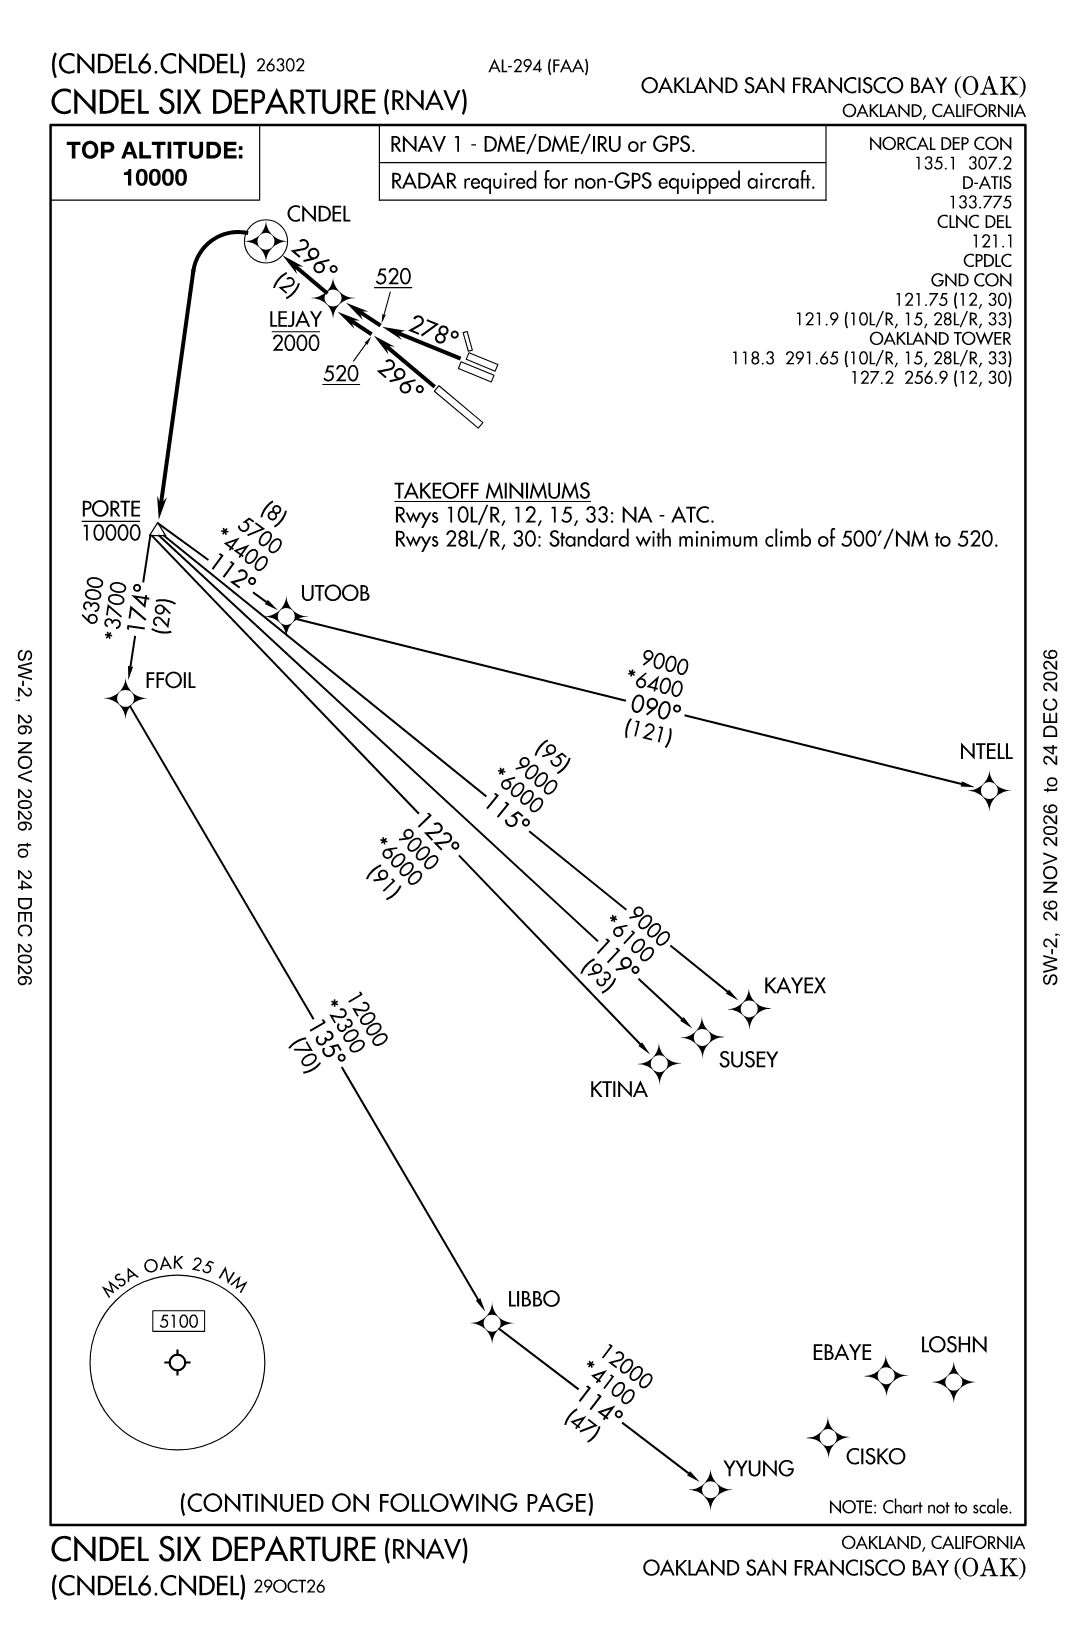 (CNDEL6.CNDEL) 26302
AL-294 (FAA)
OAKLAND SAN FRANCISCO BAY (OAK)
CNDEL SIX DEPARTURE (RNAV)
OAKLAND, CALIFORNIA
TOP ALTITUDE:
10000
RNAV 1 - DME/DME/IRU or GPS.
RADAR required for non-GPS equipped aircraft.
NORCAL DEP CON
135.1 307.2
D-ATIS
133.775
CLNC DEL
121.1
CPDLC
GND CON
121.75 (12, 30)
121.9 (10L/R, 15, 28L/R, 33)
OAKLAND TOWER
118.3 291.65 (10L/R, 15, 28L/R, 33)
127.2 256.9 (12, 30)
CNDEL
296°
(2)
520
LEJAY
2000
278°
520
296°
PORTE
10000
TAKEOFF MINIMUMS
Rwys 10L/R, 12, 15, 33: NA - ATC.
Rwys 28L/R, 30: Standard with minimum climb of 500'/NM to 520.
(8)
5700
*4400
112°
UTOOB
6300
*3700
174°
(29)
FFOIL
9000
*6400
090°
(121)
NTELL
(95)
9000
*6000
115°
122°
9000
*6000
(91)
9000
*6100
119°
(93)
KAYEX
SUSEY
KTINA
12000
*2300
135°
(70)
MSA OAK 25 NM
5100
LIBBO
12000
*4100
114°
(47)
YYUNG
EBAYE
LOSHN
CISKO
(CONTINUED ON FOLLOWING PAGE)
NOTE: Chart not to scale.
SW-2, 26 NOV 2026 to 24 DEC 2026
SW-2, 26 NOV 2026 to 24 DEC 2026
CNDEL SIX DEPARTURE (RNAV)
OAKLAND, CALIFORNIA
(CNDEL6.CNDEL) 29OCT26
OAKLAND SAN FRANCISCO BAY (OAK)